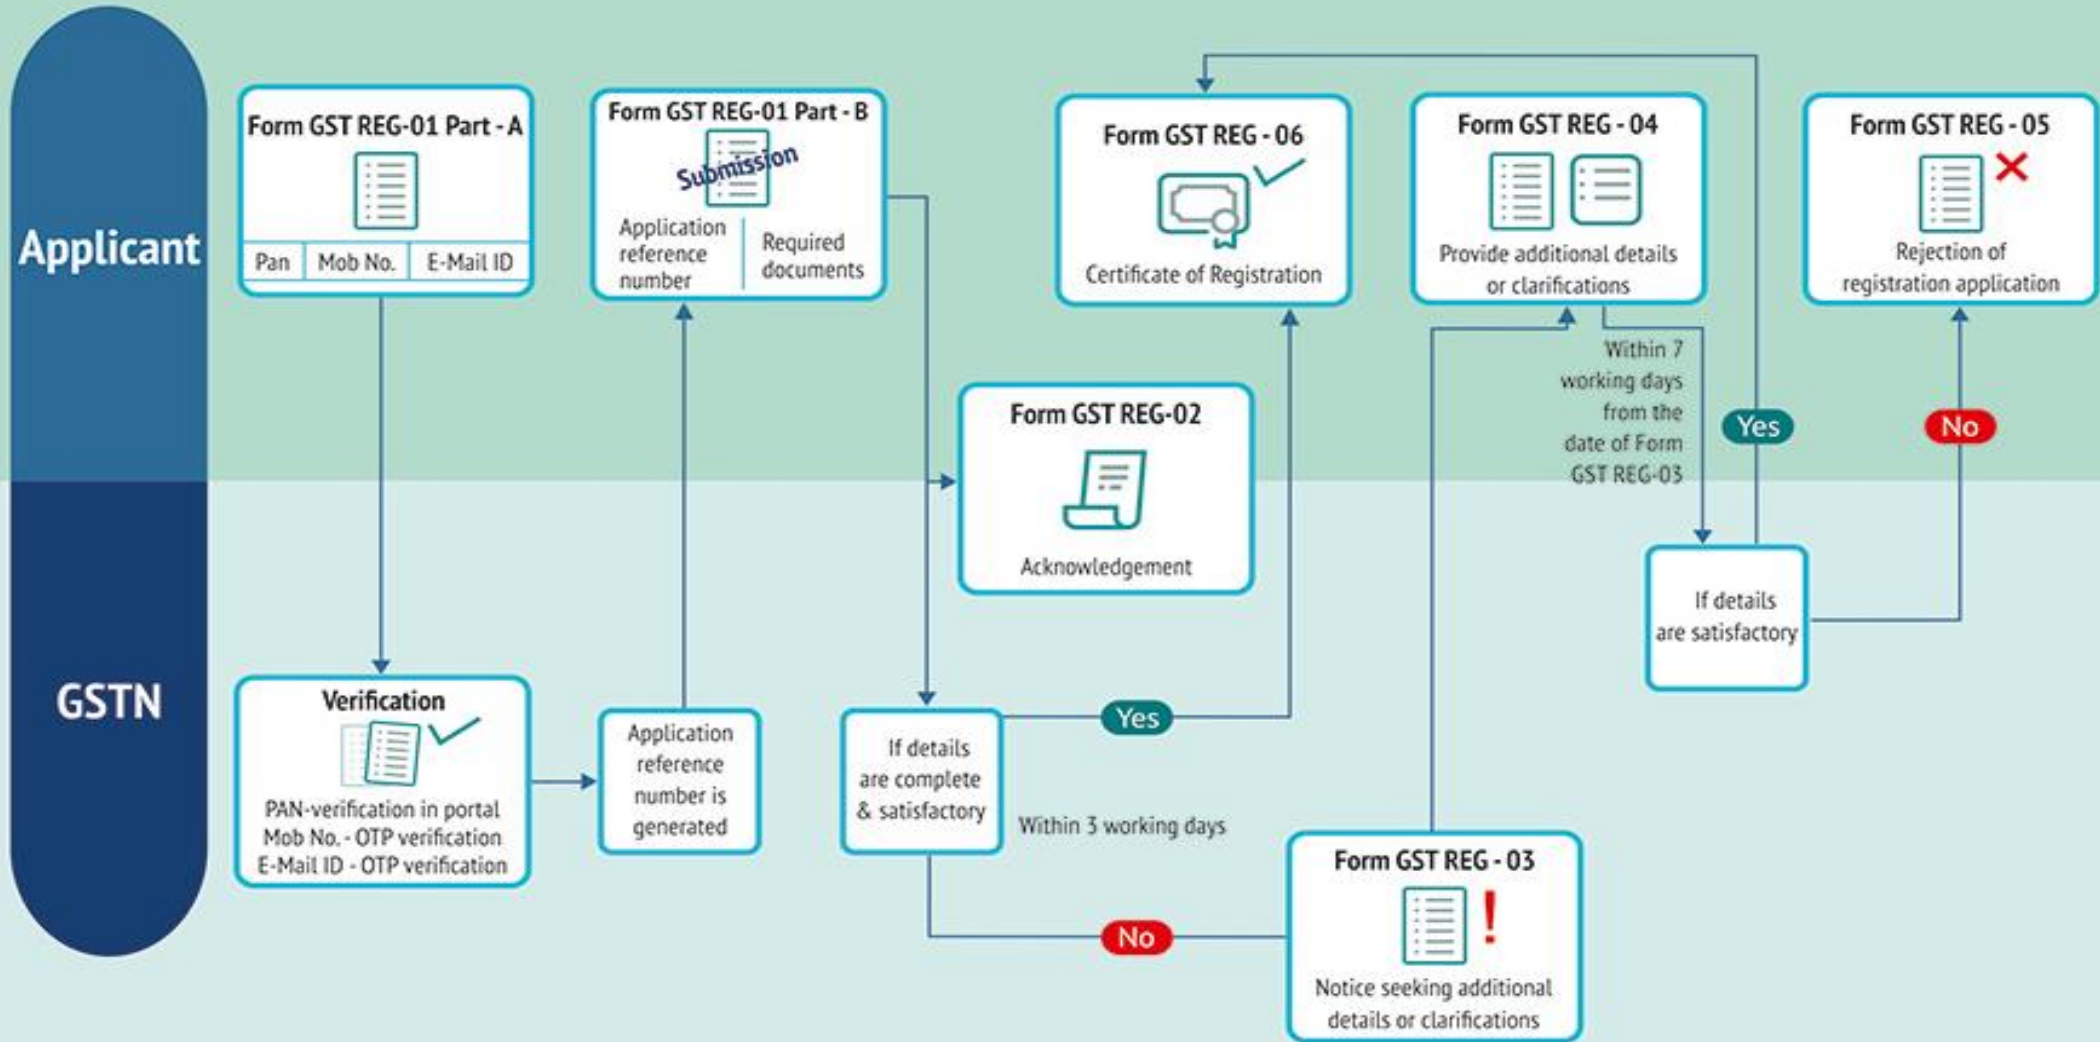 Applicant
GSTN
Form GST REG-01 Part - A
Pan
Mob No.
E-Mail ID
Verification
PAN-verification in portal
Mob No. - OTP verification
E-Mail ID - OTP verification
Application
reference
number is
generated
Form GST REG-01 Part - B
Submission
Application
reference
number
Required
documents
Form GST REG-02
Acknowledgement
If details
are complete
& satisfactory
Yes
Within 3 working days
No
Form GST REG - 06
Certificate of Registration
Form GST REG - 03
!
Notice seeking additional
details or clarifications
Form GST REG - 04
Provide additional details
or clarifications
Within 7
working days
from the
date of Form
GST REG-03
If details
are satisfactory
Yes
No
Form GST REG - 05
Rejection of
registration application